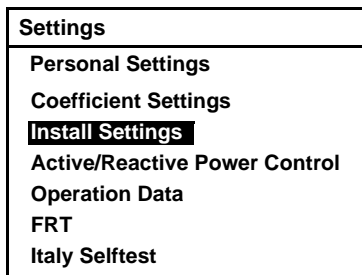 Settings
Personal Settings
Coefficient Settings
Install Settings
Active/Reactive Power Control
Operation Data
FRT
Italy Selftest